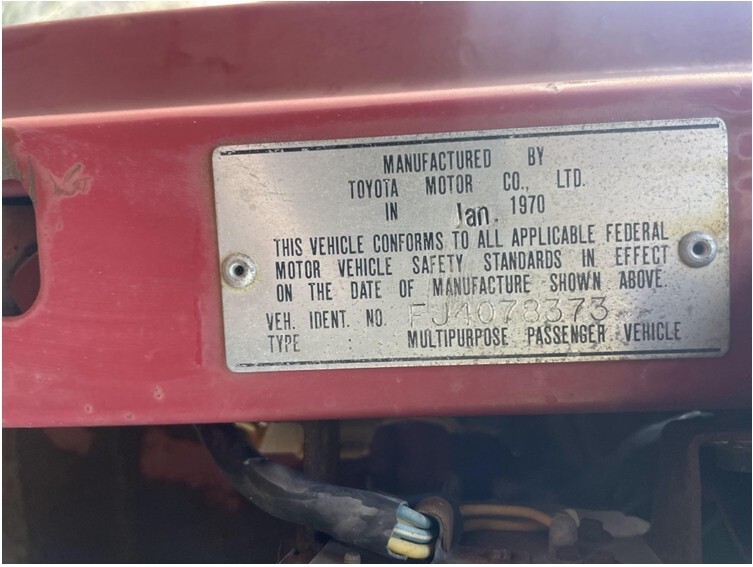 MANUFACTURED BY
TOYOTA MOTOR CO., LTD.
IN Jan. 1970
THIS VEHICLE CONFORMS TO ALL APPLICABLE FEDERAL
MOTOR VEHICLE SAFETY STANDARDS IN EFFECT
ON THE DATE OF MANUFACTURE SHOWN ABOVE.
VEH. IDENT. NO. FJ4078373
TYPE : MULTIPURPOSE PASSENGER VEHICLE